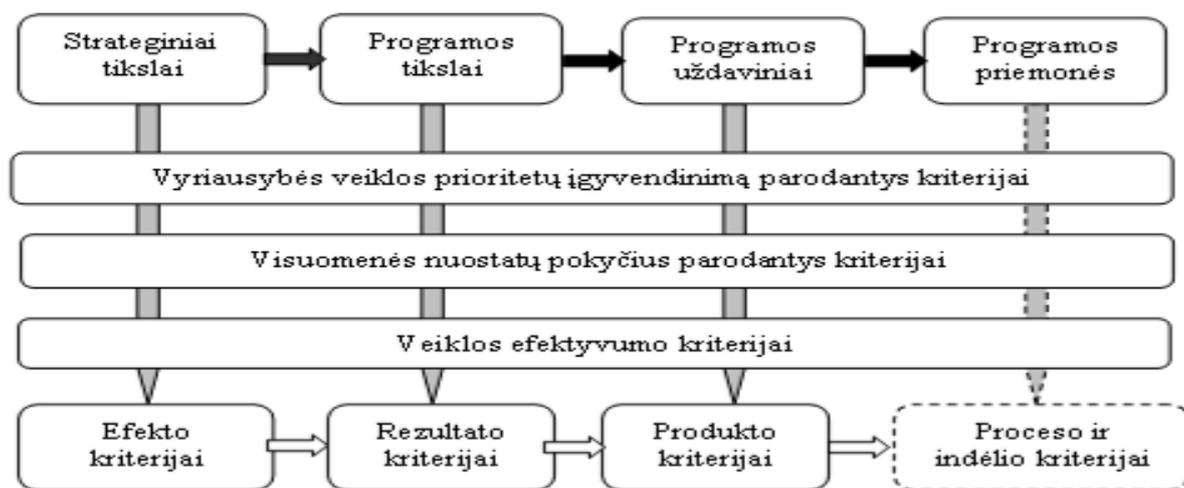 Strateginiai
tikslai
Programos
tikslai
Programos
uždaviniai
Programos
priemonės
Vyriausybės veiklos prioritetų įgyvendinimą parodantys kriterijai
Visuomenės nuostatų pokyčius parodantys kriterijai
Veiklos efektyvumo kriterijai
Efekto
kriterijai
Rezultato
kriterijai
Produkto
kriterijai
Proceso ir
indėlio kriterijai